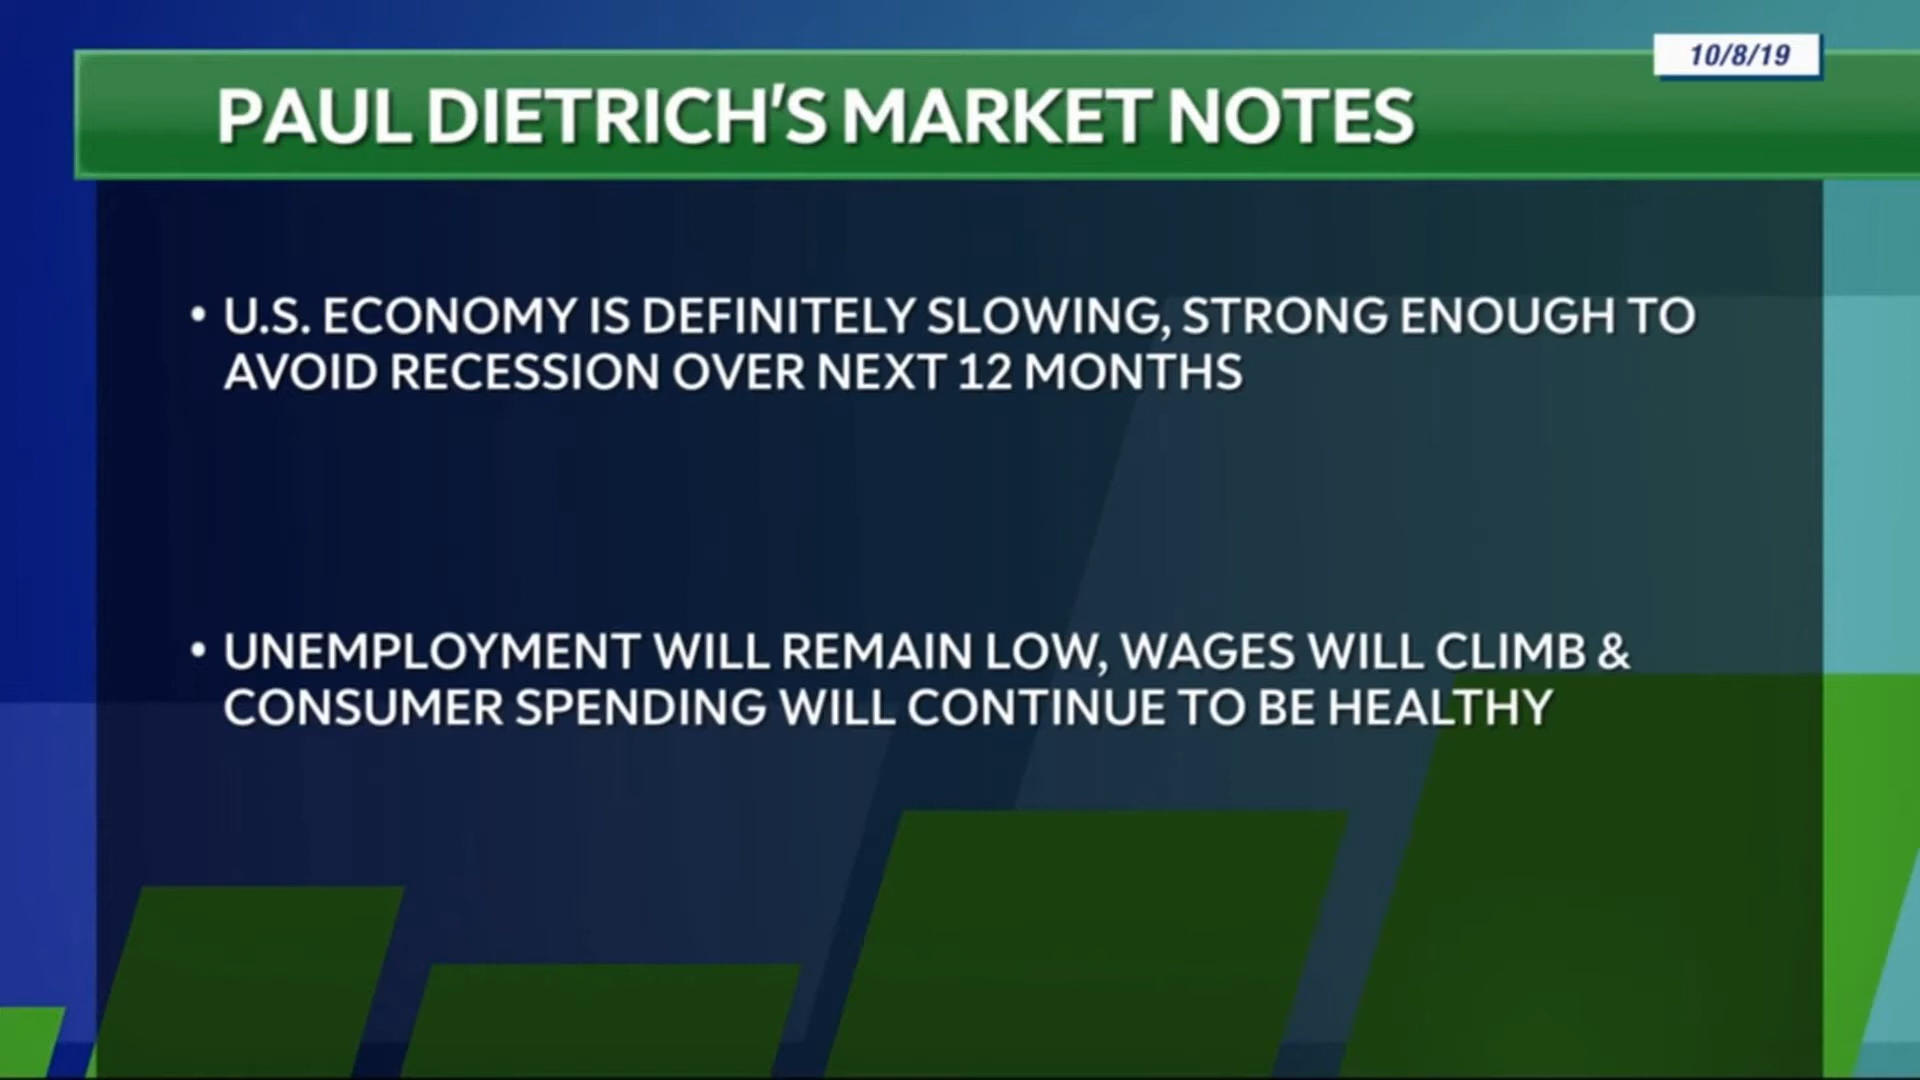 10/8/19
PAUL DIETRICH'S MARKET NOTES
• U.S. ECONOMY IS DEFINITELY SLOWING, STRONG ENOUGH TO
AVOID RECESSION OVER NEXT 12 MONTHS
• UNEMPLOYMENT WILL REMAIN LOW, WAGES WILL CLIMB &
CONSUMER SPENDING WILL CONTINUE TO BE HEALTHY